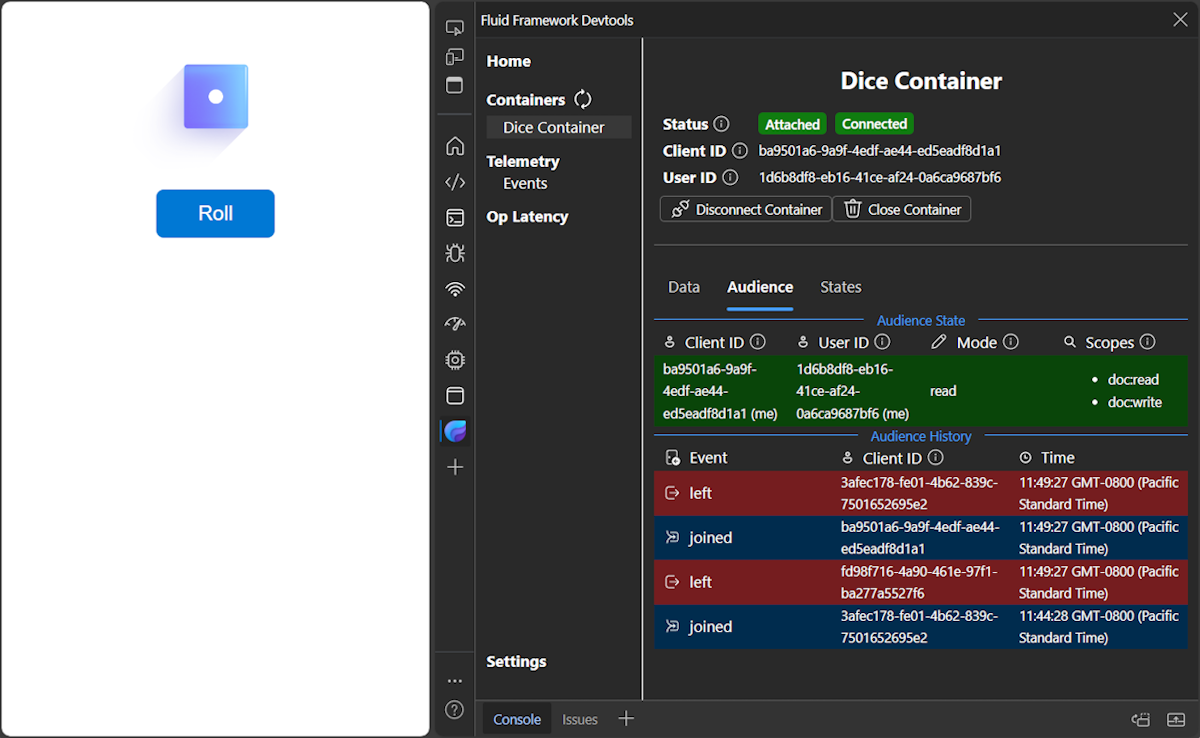 Roll
Fluid Framework Devtools
Home
Containers
Dice Container
Telemetry
Events
Op Latency
Settings
Dice Container
Status Attached Connected
Client ID ba9501a6-9a9f-4edf-ae44-ed5eadf8d1a1
User ID 1d6b8df8-eb16-41ce-af24-0a6ca9687bf6
Disconnect Container Close Container
Data Audience States
Audience State
Client ID User ID Mode Scopes
ba9501a6-9a9f-
4edf-ae44-
ed5eadf8d1a1 (me)
1d6b8df8-eb16-
41ce-af24-
0a6ca9687bf6 (me)
read
• doc:read
• doc:write
Audience History
Event Client ID Time
left
3afec178-fe01-4b62-839c-
7501652695e2
11:49:27 GMT-0800 (Pacific
Standard Time)
joined
ba9501a6-9a9f-4edf-ae44-
ed5eadf8d1a1
11:49:27 GMT-0800 (Pacific
Standard Time)
left
fd98f716-4a90-461e-97f1-
ba277a5527f6
11:49:27 GMT-0800 (Pacific
Standard Time)
joined
3afec178-fe01-4b62-839c-
7501652695e2
11:44:28 GMT-0800 (Pacific
Standard Time)
Console Issues